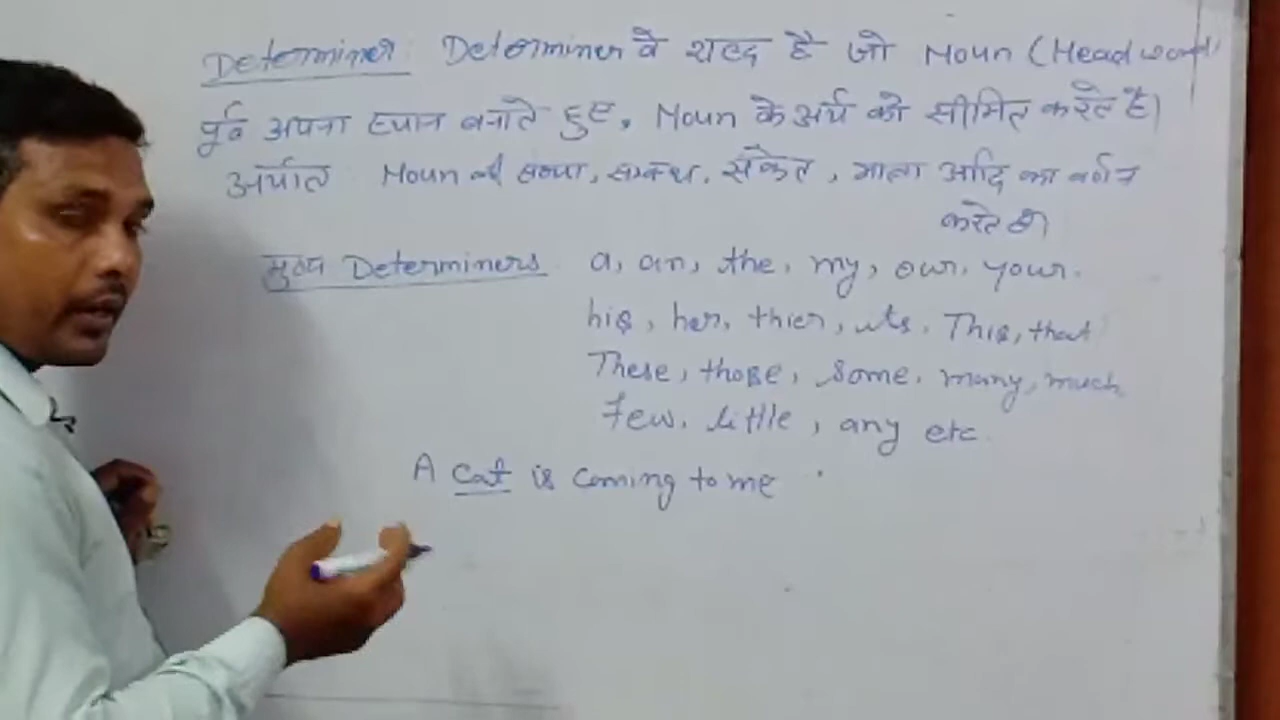 Determiner: Determiner वे शब्द है जो Noun (Head word)
पूर्व अपना स्थान बनाते हुए, Noun के अर्थ को सीमित करते है।
अर्थात Noun की संख्या, सम्बन्ध, संकेत, मात्रा आदि का वर्णन
करते है।
मुख्य Determiners a, an, the, my, our, your.
his, her, thier, its. This, that
These, those, some, many, much
few, little, any etc.
A cat is coming to me